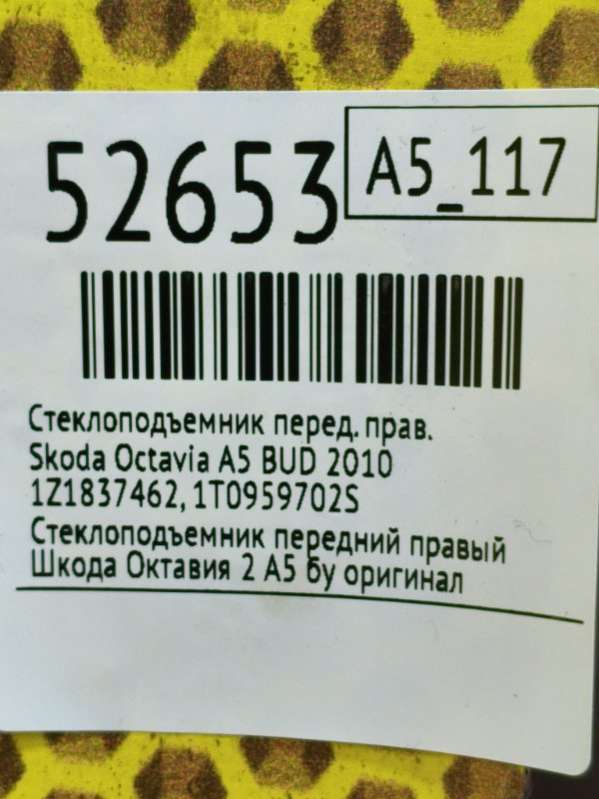 52653
A5_117
Стеклоподъемник перед. прав.
Skoda Octavia A5 BUD 2010
1Z1837462, 1T0959702S
Стеклоподъемник передний правый
Шкода Октавия 2 А5 бу оригинал